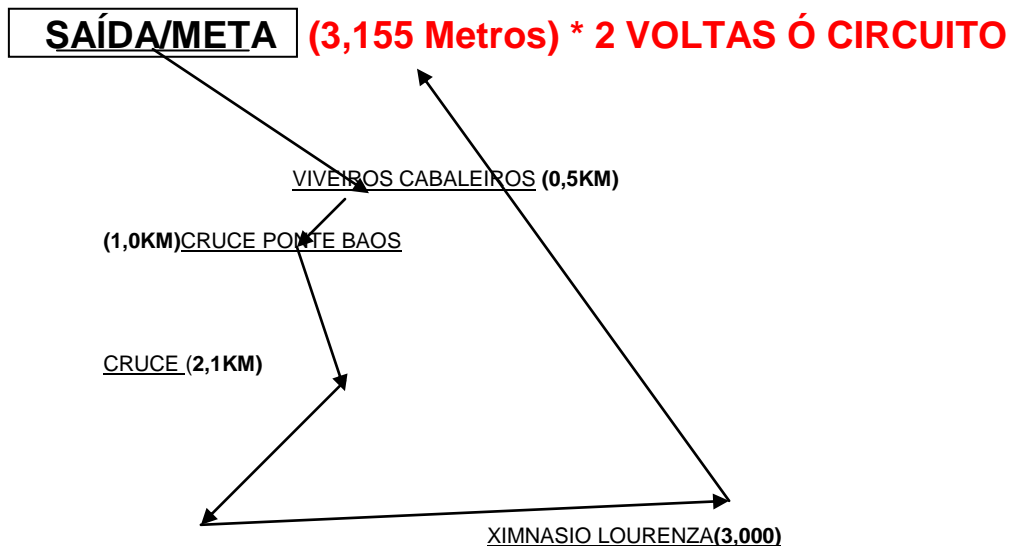 SAÍDA/META (3,155 Metros) * 2 VOLTAS Ó CIRCUITO
VIVEIROS CABALEIROS (0,5KM)
(1,0KM)CRUCE PONTE BAOS
CRUCE (2,1KM)
XIMNASIO LOURENZA(3,000)